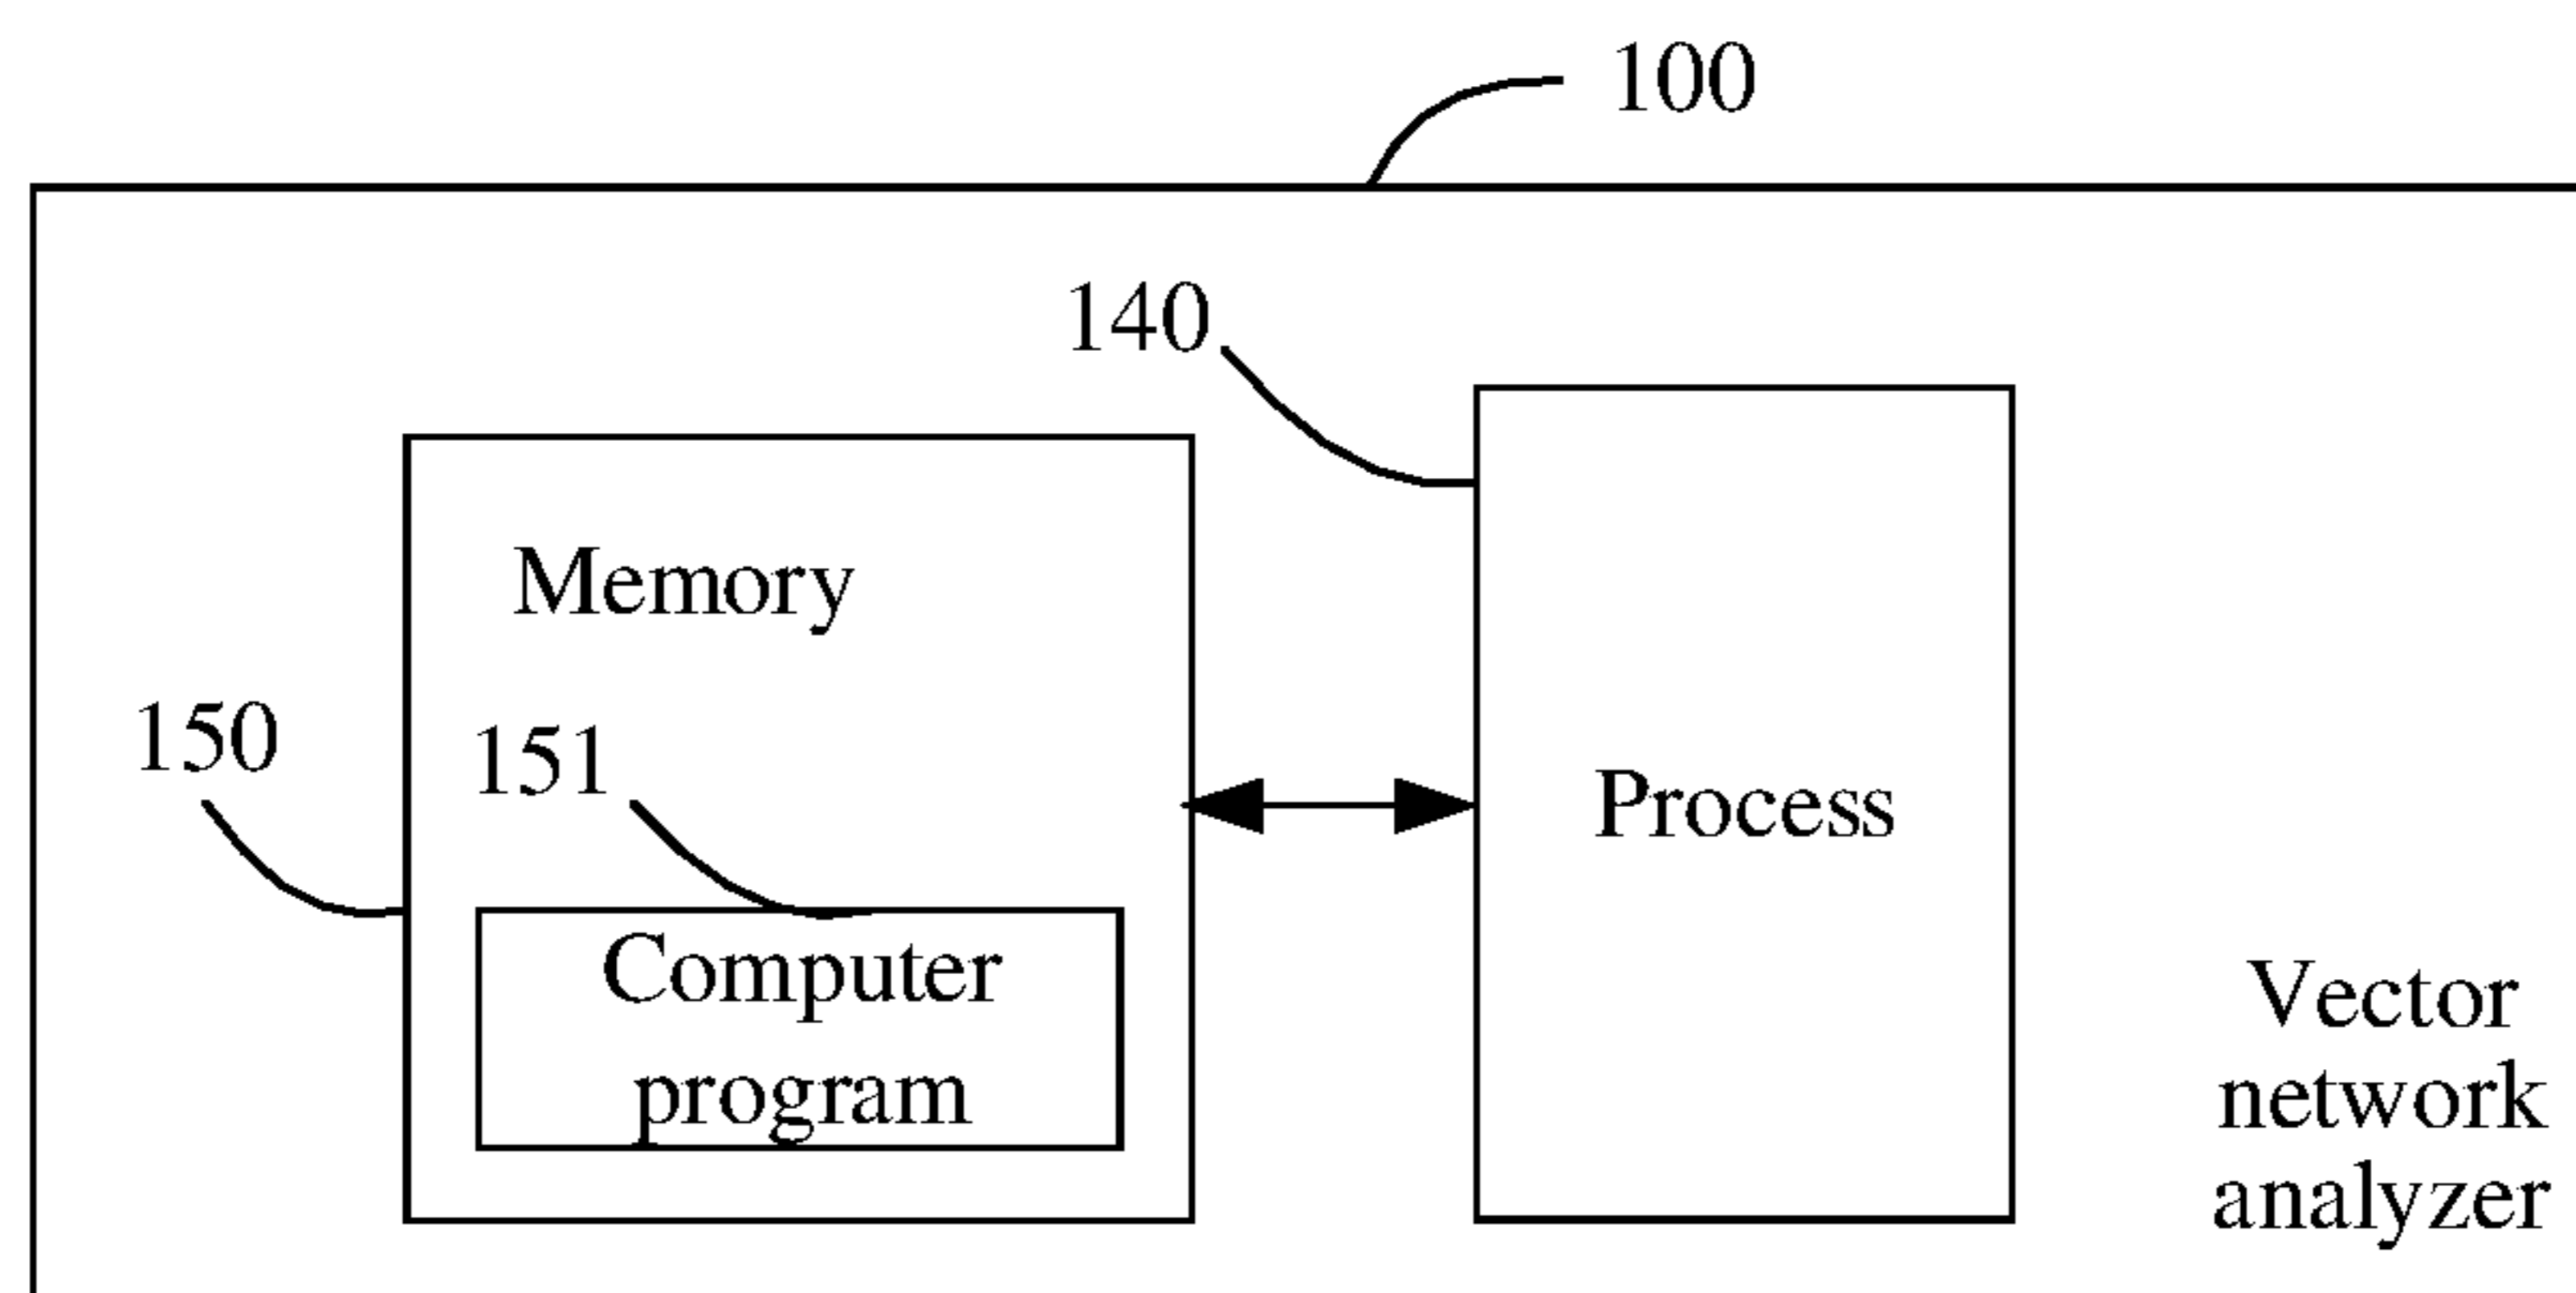 100
140
Memory
150
151
Process
Computer
program
Vector
network
analyzer